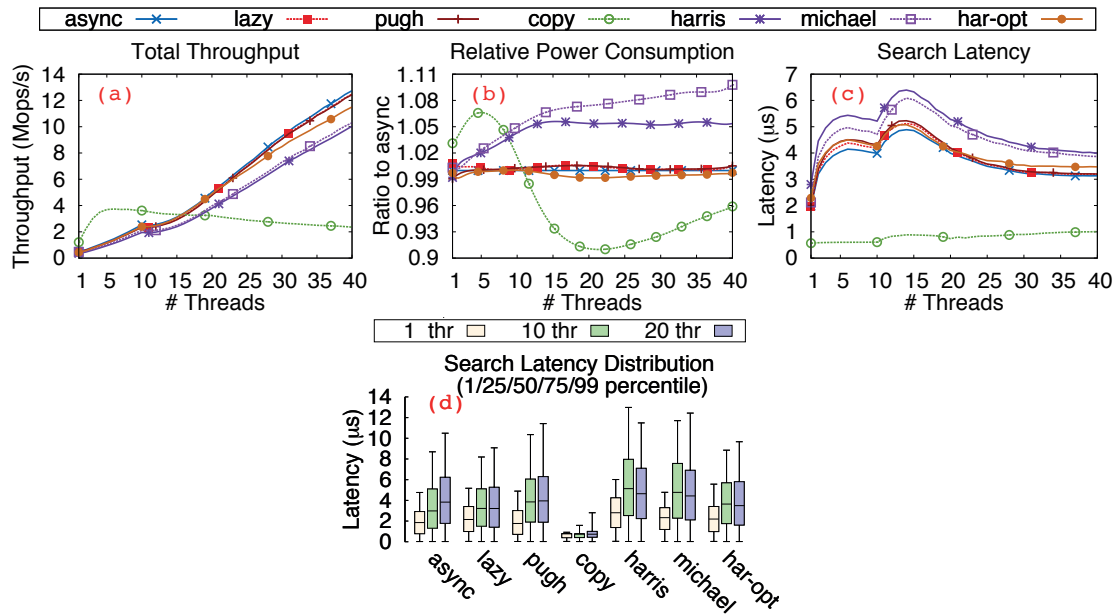 async lazy pugh copy harris michael har-opt
Total Throughput
Throughput (Mops/s)
14
12
10
8
6
4
2
0
(a)
1 5 10 15 20 25 30 35 40
# Threads
Relative Power Consumption
Ratio to async
1.12
1.08
1.05
1.02
0.99
0.96
0.93
0.9
(b)
1 5 10 15 20 25 30 35 40
# Threads
Search Latency
Latency (μs)
7
6
5
4
3
2
1
0
(c)
1 5 10 15 20 25 30 35 40
# Threads
1 thr 10 thr 20 thr
Search Latency Distribution
(1/25/50/75/99 percentile)
Latency (μs)
14
12
10
8
6
4
2
0
(d)
async lazy pugh copy harris michael har-opt